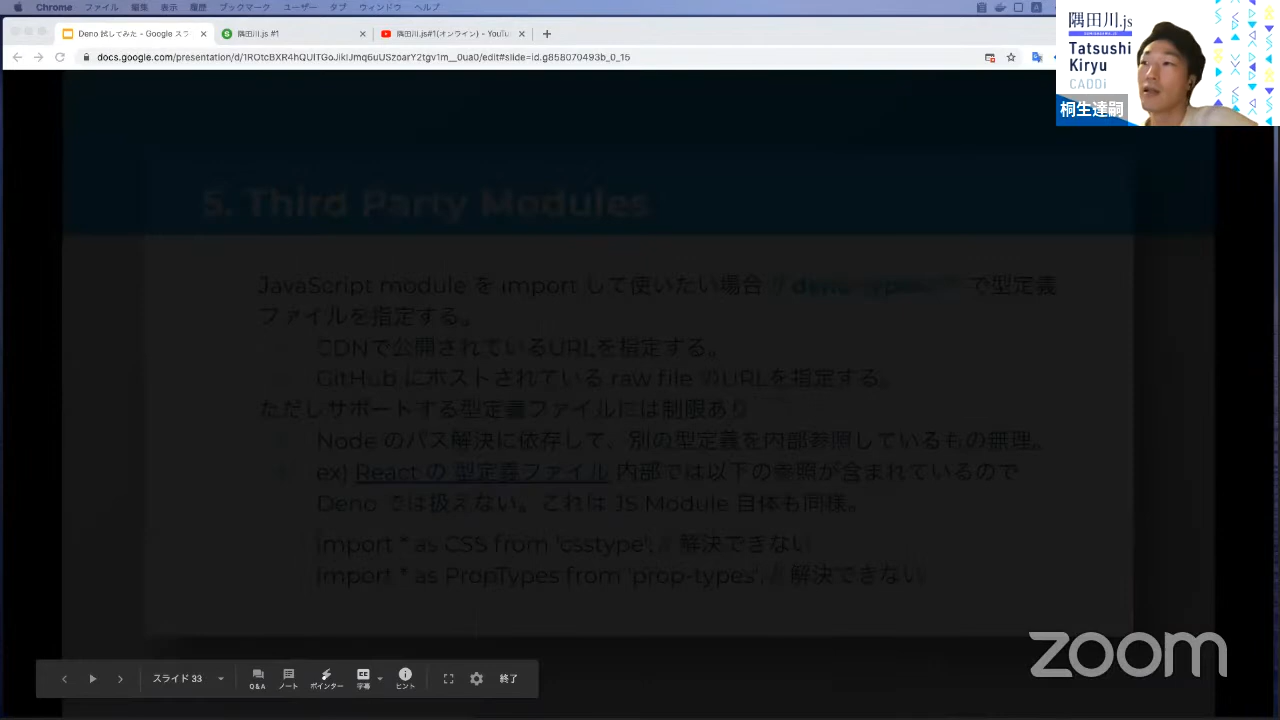 Chrome ファイル 編集 表示 履歴 ブックマーク ユーザー タブ ウィンドウ ヘルプ
Deno 試してみた - Google スラ
隅田川.js #1
隅田川.js#1(オンライン) - YouTu
docs.google.com/presentation/d/1ROtcBXR4hQUITGoJikIJmq6uUSzoarY2tgv1m__0ua0/edit#slide=id.g858070493b_0_15
隅田川.js
Tatsushi
Kiryu
CADDi
桐生達嗣
5. Third Party Modules
JavaScript module を import して使いたい場合 // deno-types="" で型定義
ファイルを指定する。
CDNで公開されているURLを指定する。
GitHub にホストされている raw file のURLを指定する。
ただしサポートする型定義ファイルには制限あり
Node のパス解決に依存して、別の型定義を内部参照しているもの無理。
ex) React の 型定義ファイル 内部では以下の参照が含まれているので
Deno では扱えない。これは JS Module 自体も同様。
import * as CSS from 'csstype'; // 解決できない
import * as PropTypes from 'prop-types'; // 解決できない
スライド 33
Q&A
ノート
ポインター
字幕
ヒント
終了
zoom